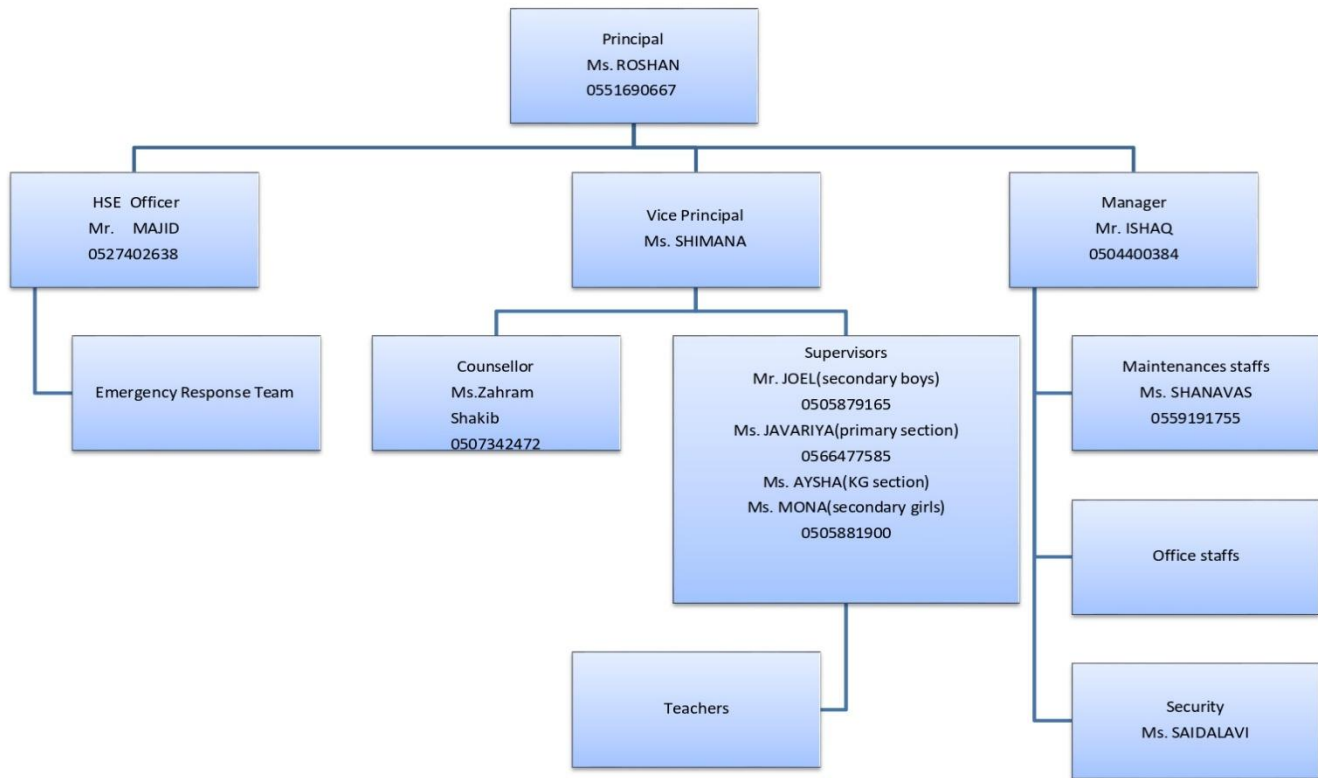 Principal
Ms. ROSHAN
0551690667
HSE Officer
Mr. MAJID
0527402638
Vice Principal
Ms. SHIMANA
Manager
Mr. ISHAQ
0504400384
Emergency Response Team
Counsellor
Ms.Zahram
Shakib
0507342472
Supervisors
Mr. JOEL(secondary boys)
0505879165
Ms. JAVARIYA(primary section)
0566477585
Ms. AYSHA(KG section)
Ms. MONA(secondary girls)
0505881900
Maintenances staffs
Ms. SHANAVAS
0559191755
Office staffs
Teachers
Security
Ms. SAIDALAVI